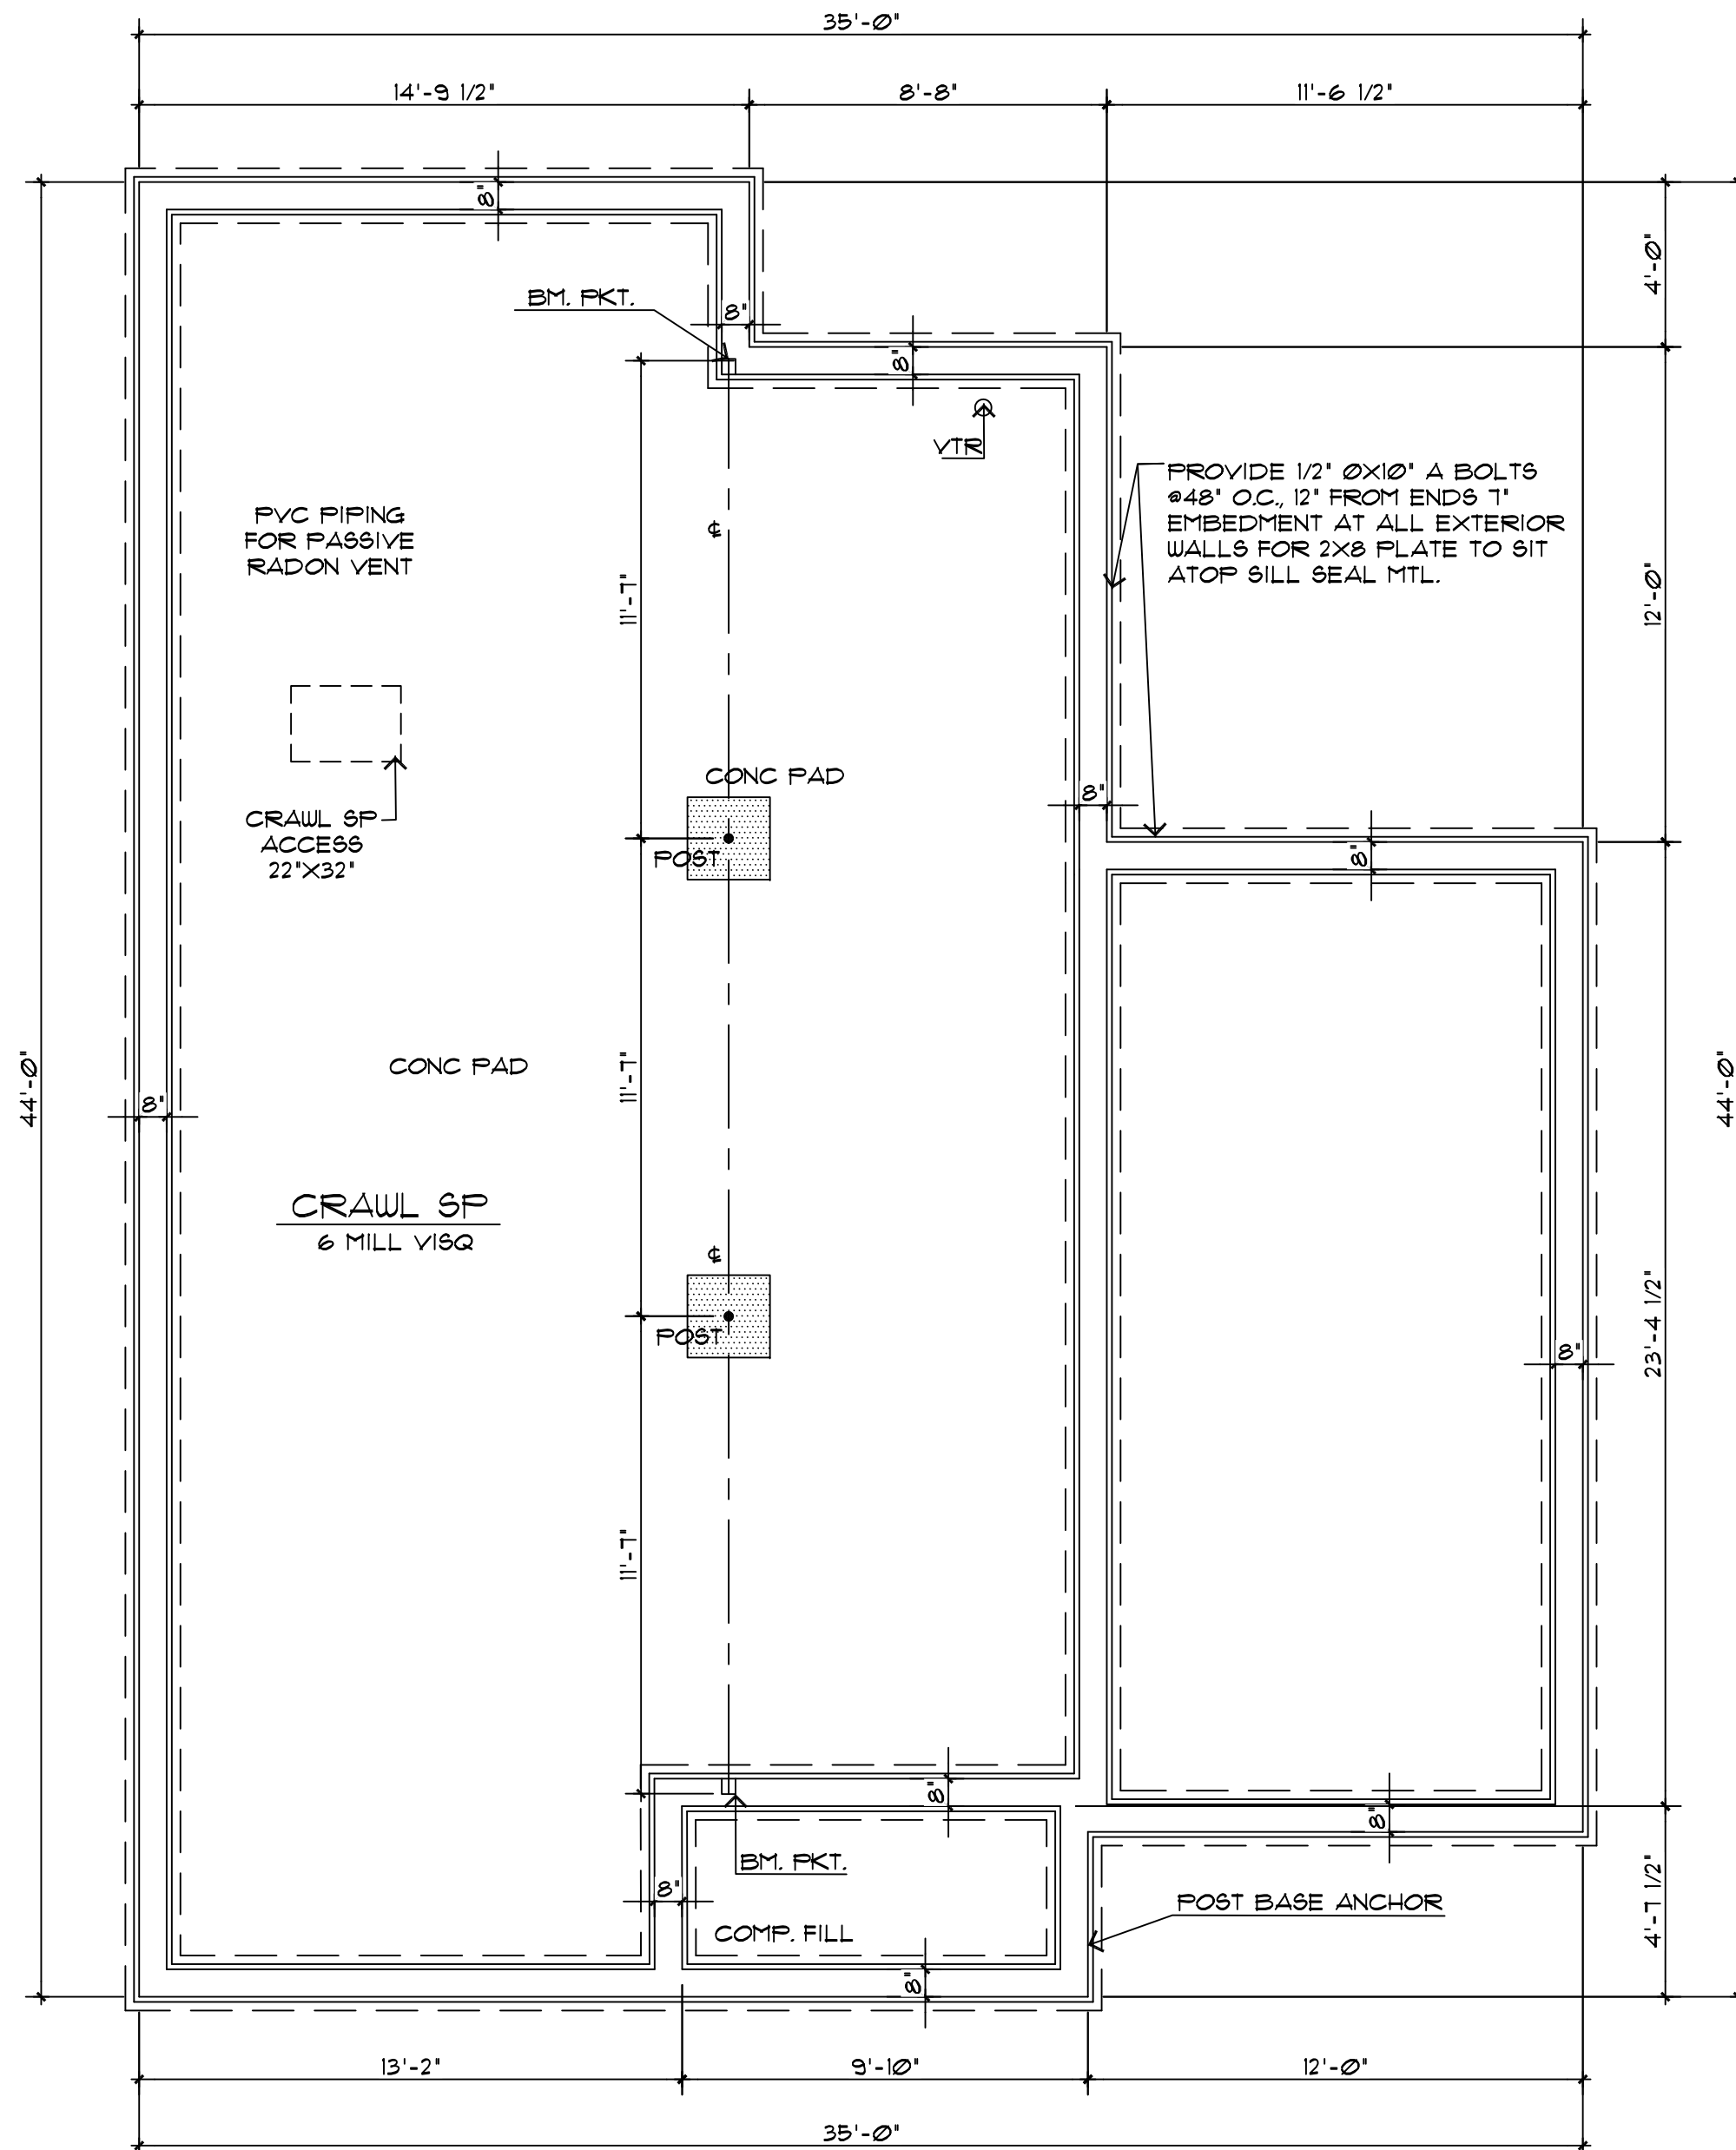 35'-0"
14'-9 1/2"
8'-8"
11'-6 1/2"
8"
4'-0"
BM. PKT.
8"
8"
VTR
PROVIDE 1/2" ØX10" A BOLTS
@48" O.C., 12" FROM ENDS 7"
EMBEDMENT AT ALL EXTERIOR
WALLS FOR 2X8 PLATE TO SIT
ATOP SILL SEAL MTL.
PVC PIPING
FOR PASSIVE
RADON VENT
℄
11'-7"
12'-0"
CONC PAD
8"
CRAWL SP
ACCESS
22"X32"
POST
8"
CONC PAD
11'-7"
44'-0"
44'-0"
8"
CRAWL SP
6 MILL VISQ
℄
POST
23'-4 1/2"
8"
11'-7"
8"
8"
BM. PKT.
8"
POST BASE ANCHOR
4'-7 1/2"
COMP. FILL
8"
13'-2"
9'-10"
12'-0"
35'-0"